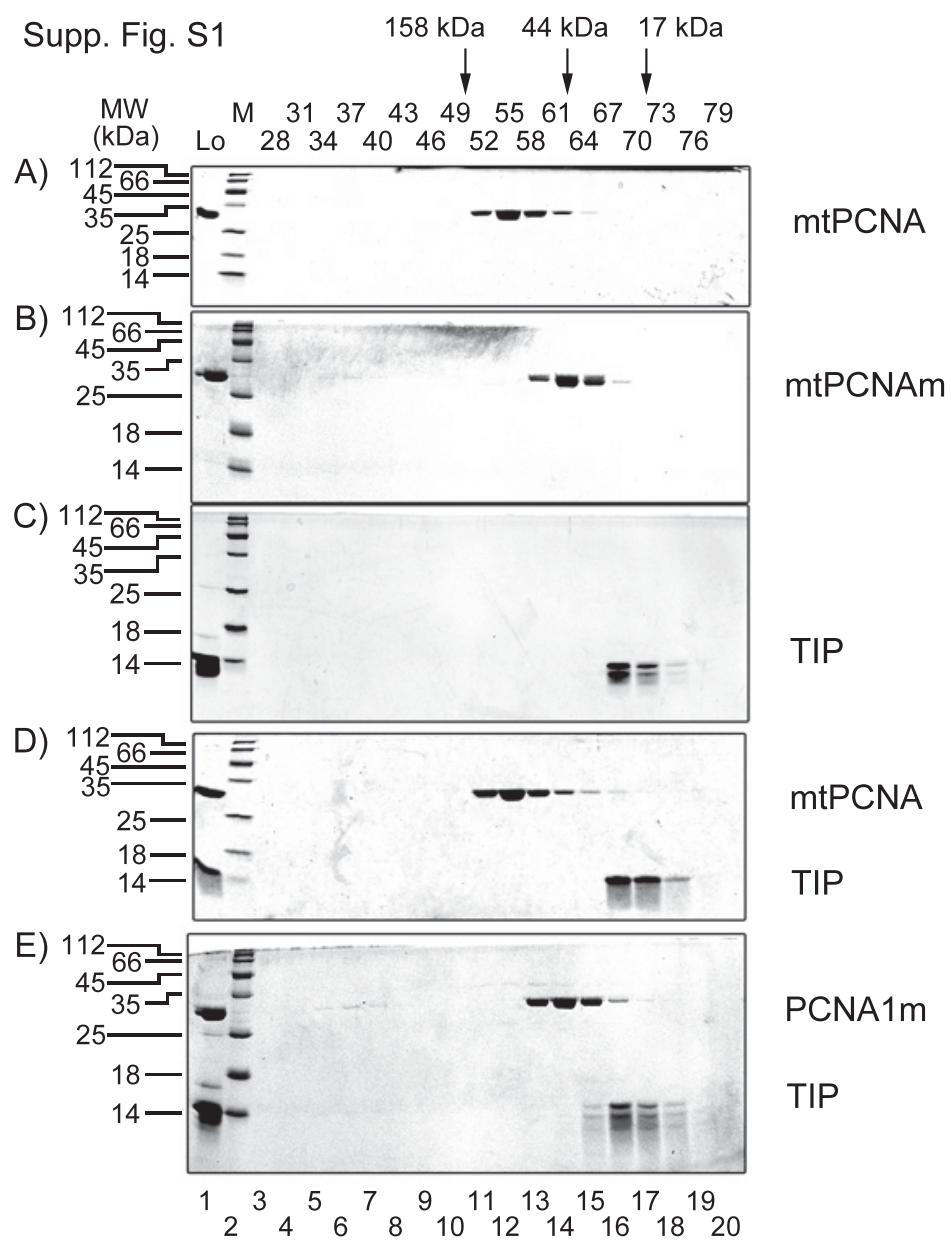 Supp. Fig. S1
158 kDa 44 kDa 17 kDa
MW (kDa)
M 31 37 43 49 55 61 67 73 79
Lo 28 34 40 46 52 58 64 70 76
A)
112
66
45
35
25
18
14
mtPCNA
B)
112
66
45
35
25
18
14
mtPCNAm
C)
112
66
45
35
25
18
14
TIP
D)
112
66
45
35
25
18
14
mtPCNA
TIP
E)
112
66
45
35
25
18
14
PCNA1m
TIP
1 3 5 7 9 11 13 15 17 19
2 4 6 8 10 12 14 16 18 20